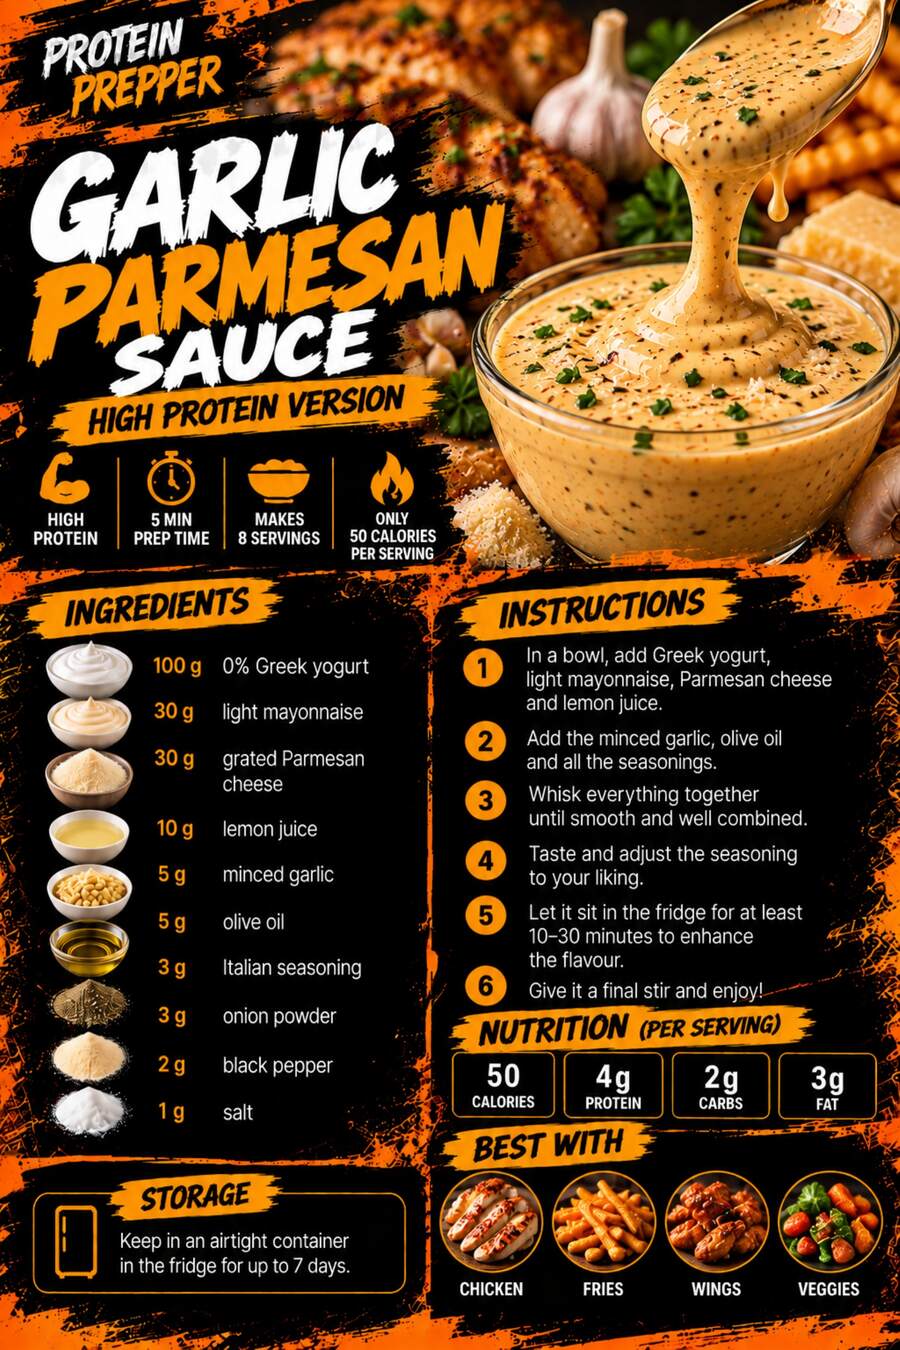 PROTEIN
PREPPER
GARLIC
PARMESAN
SAUCE
HIGH PROTEIN VERSION
HIGH
PROTEIN
5 MIN
PREP TIME
MAKES
8 SERVINGS
ONLY
50 CALORIES
PER SERVING
INGREDIENTS
100 g 0% Greek yogurt
30 g light mayonnaise
30 g grated Parmesan
cheese
10 g lemon juice
5 g minced garlic
5 g olive oil
3 g Italian seasoning
3 g onion powder
2 g black pepper
1 g salt
STORAGE
Keep in an airtight container
in the fridge for up to 7 days.
INSTRUCTIONS
1 In a bowl, add Greek yogurt,
light mayonnaise, Parmesan cheese
and lemon juice.
2 Add the minced garlic, olive oil
and all the seasonings.
3 Whisk everything together
until smooth and well combined.
4 Taste and adjust the seasoning
to your liking.
5 Let it sit in the fridge for at least
10–30 minutes to enhance
the flavour.
6 Give it a final stir and enjoy!
NUTRITION (PER SERVING)
50
CALORIES
4g
PROTEIN
2g
CARBS
3g
FAT
BEST WITH
CHICKEN
FRIES
WINGS
VEGGIES